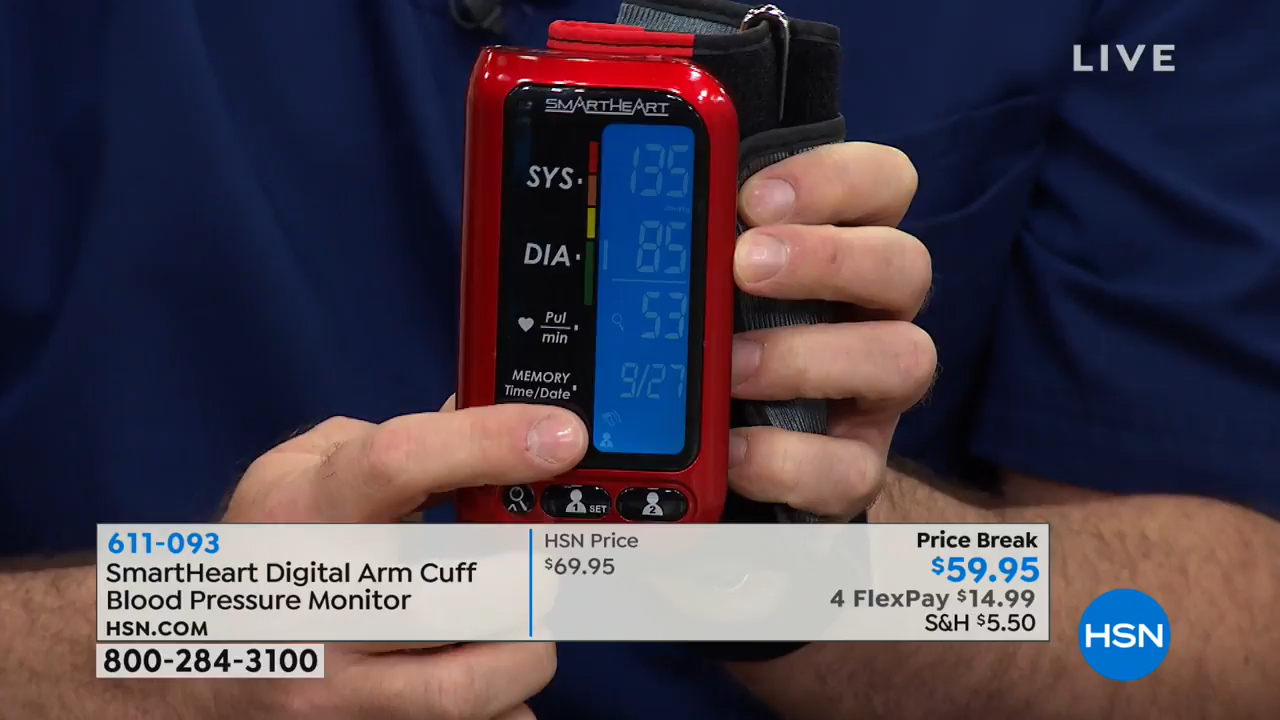 LIVE
SMARTHEART
SYS
135
DIA
85
Pul
min
53
MEMORY
Time/Date
9/27
1 SET
2
611-093
SmartHeart Digital Arm Cuff
Blood Pressure Monitor
HSN.COM
800-284-3100
HSN Price
$69.95
Price Break
$59.95
4 FlexPay $14.99
S&H $5.50
HSN